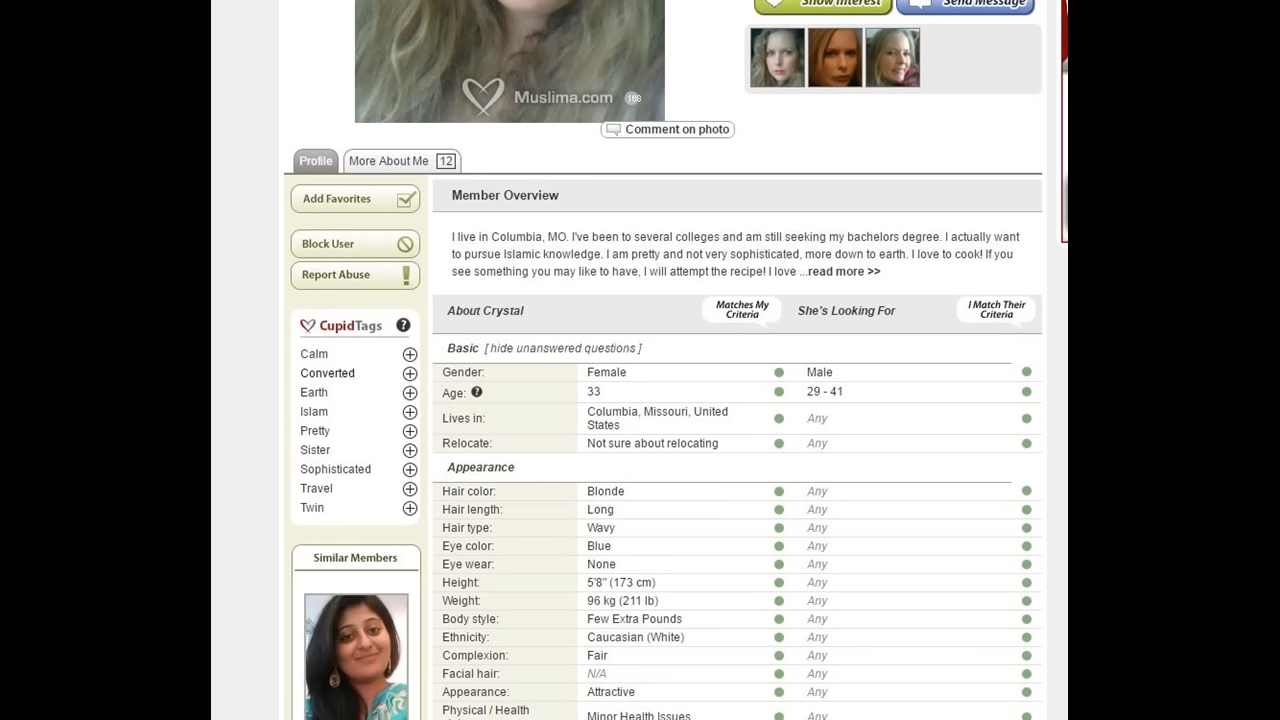 Show Interest
Send Message
Muslima.com 168
Comment on photo
Profile
More About Me 12
Add Favorites
Block User
Report Abuse
CupidTags ?
Calm
Converted
Earth
Islam
Pretty
Sister
Sophisticated
Travel
Twin
Similar Members
Member Overview
I live in Columbia, MO. I've been to several colleges and am still seeking my bachelors degree. I actually want
to pursue Islamic knowledge. I am pretty and not very sophisticated, more down to earth. I love to cook! If you
see something you may like to have, I will attempt the recipe! I love ...read more >>
About Crystal
Matches My
Criteria
She's Looking For
I Match Their
Criteria
Basic [ hide unanswered questions ]
Gender: Female Male
Age: ? 33 29 - 41
Lives in: Columbia, Missouri, United
States Any
Relocate: Not sure about relocating Any
Appearance
Hair color: Blonde Any
Hair length: Long Any
Hair type: Wavy Any
Eye color: Blue Any
Eye wear: None Any
Height: 5'8" (173 cm) Any
Weight: 96 kg (211 lb) Any
Body style: Few Extra Pounds Any
Ethnicity: Caucasian (White) Any
Complexion: Fair Any
Facial hair: N/A Any
Appearance: Attractive Any
Physical / Health
Minor Health Issues Any